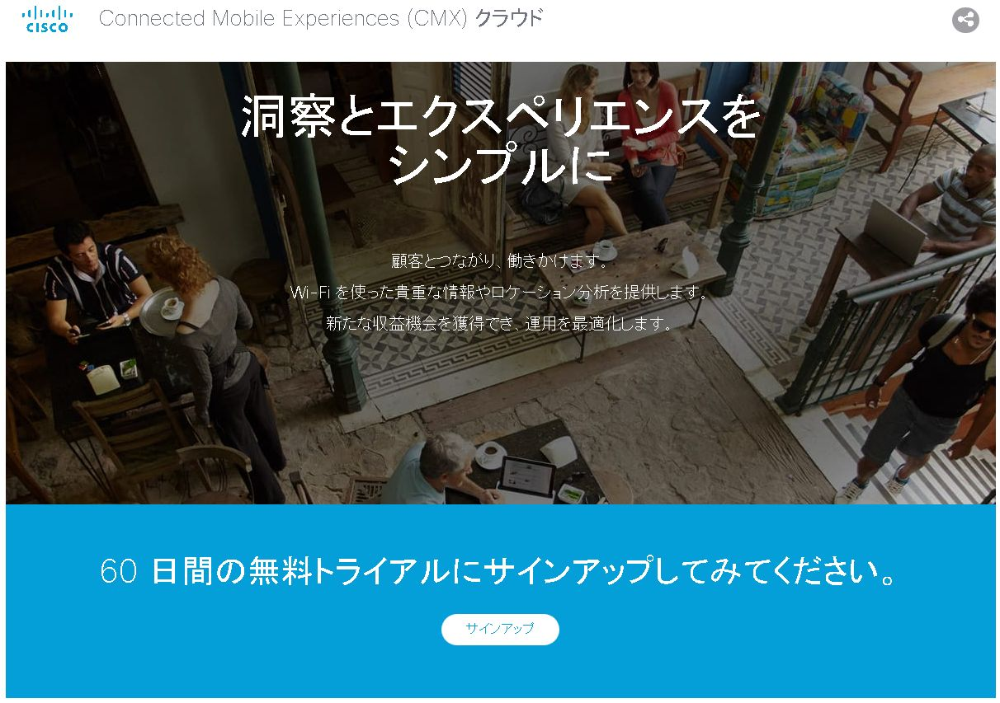 CISCO
Connected Mobile Experiences (CMX) クラウド
洞察とエクスペリエンスを
シンプルに
顧客とつながり、働きかけます。
Wi-Fi を使った貴重な情報やロケーション分析を提供します。
新たな収益機会を獲得でき、運用を最適化します。
60 日間の無料トライアルにサインアップしてみてください。
サインアップ